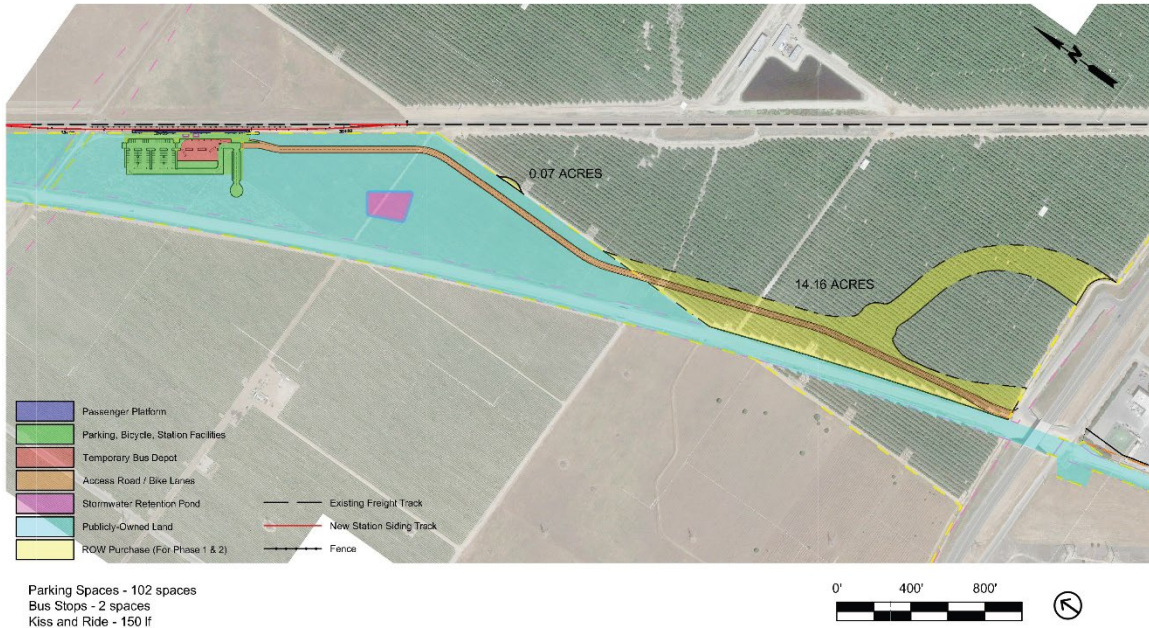 N
0.07 ACRES
14.16 ACRES
Passenger Platform
Parking, Bicycle, Station Facilities
Temporary Bus Depot
Access Road / Bike Lanes
Stormwater Retention Pond
Publicly-Owned Land
ROW Purchase (For Phase 1 & 2)
Existing Freight Track
New Station Siding Track
Fence
Parking Spaces - 102 spaces
Bus Stops - 2 spaces
Kiss and Ride - 150 lf
0' 400' 800'